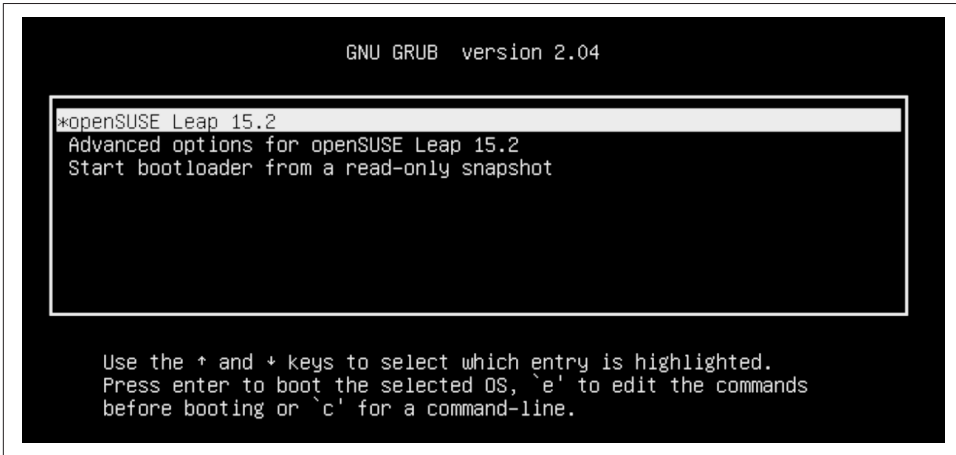 GNU GRUB  version 2.04
*openSUSE Leap 15.2
Advanced options for openSUSE Leap 15.2
Start bootloader from a read-only snapshot
Use the ↑ and ↓ keys to select which entry is highlighted.
Press enter to boot the selected OS, `e' to edit the commands
before booting or `c' for a command-line.